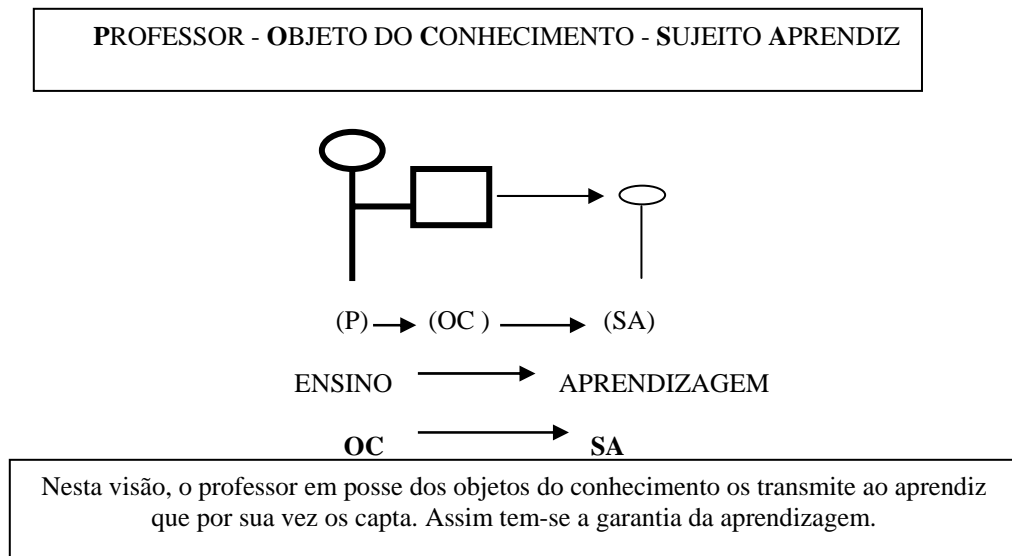 PROFESSOR - OBJETO DO CONHECIMENTO - SUJEITO APRENDIZ
(P) (OC ) (SA)
ENSINO APRENDIZAGEM
OC SA
Nesta visão, o professor em posse dos objetos do conhecimento os transmite ao aprendiz
que por sua vez os capta. Assim tem-se a garantia da aprendizagem.